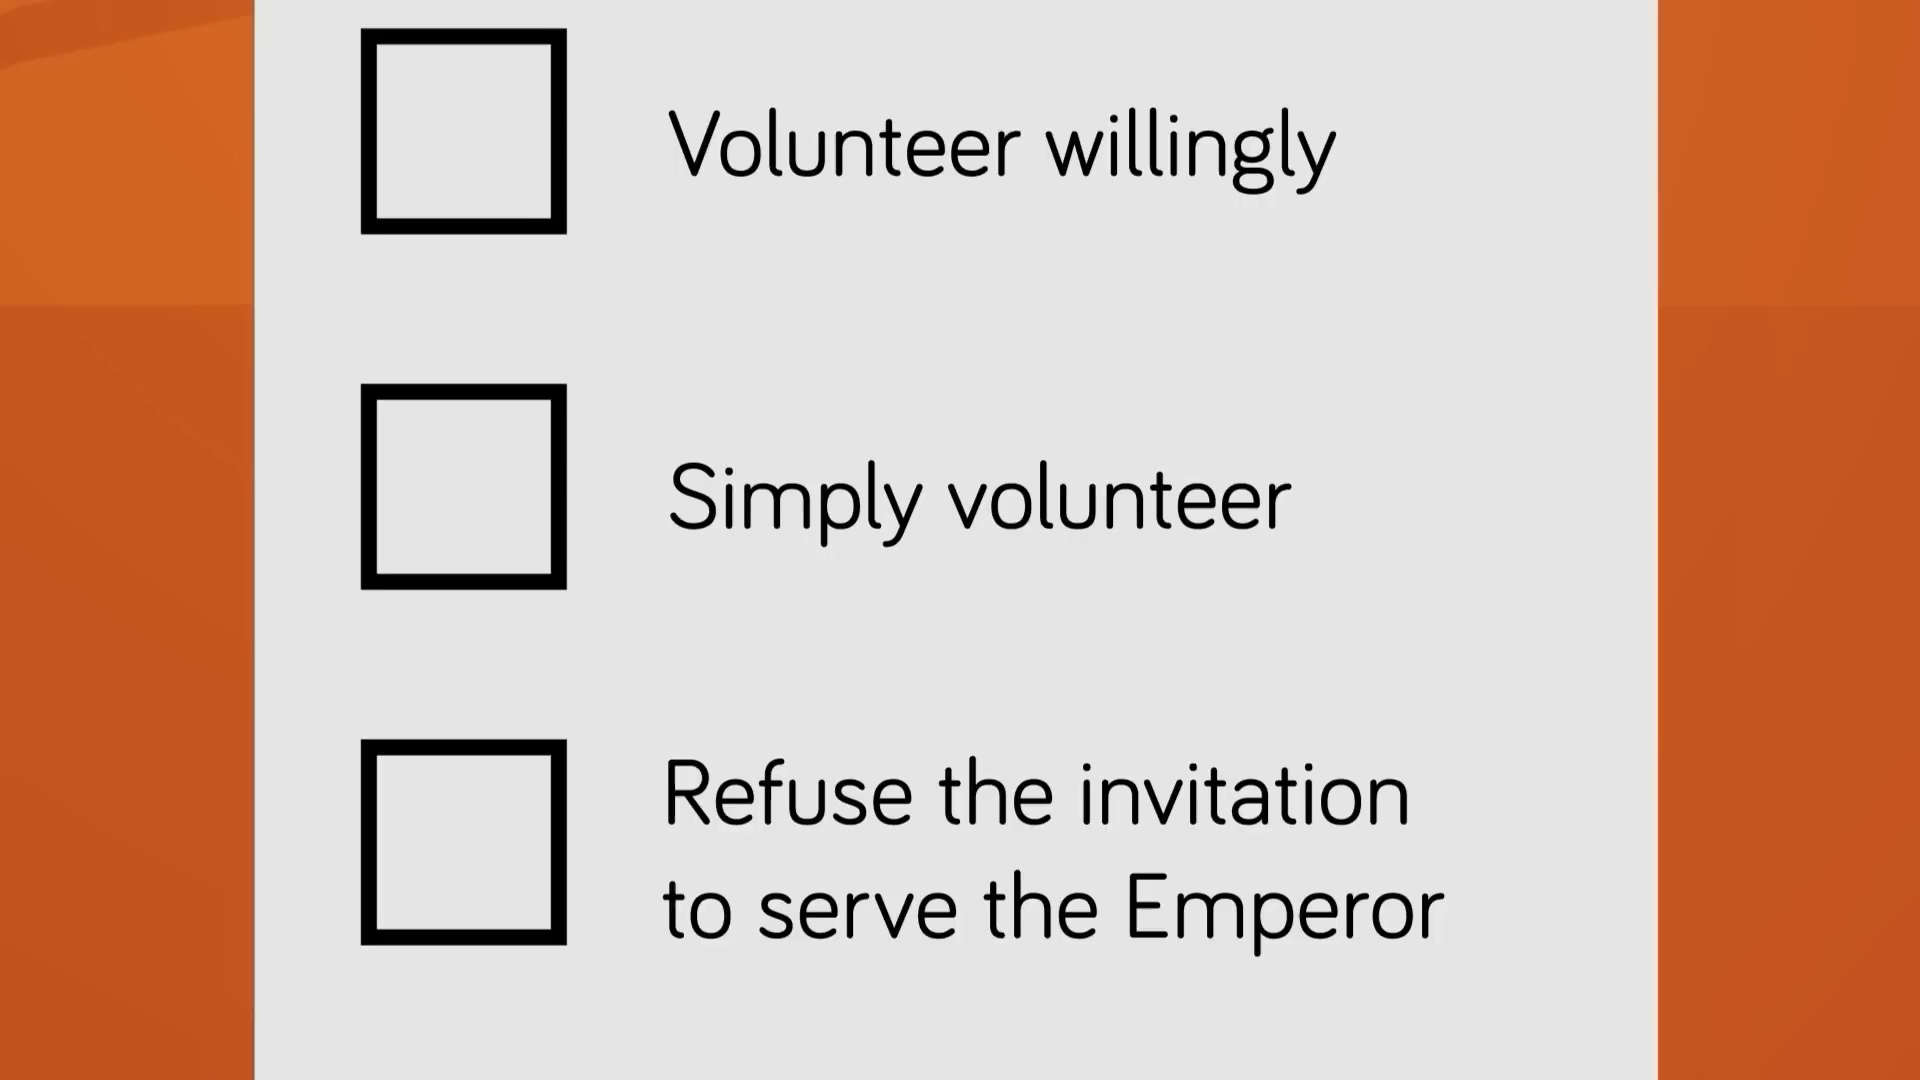 Volunteer willingly
Simply volunteer
Refuse the invitation
to serve the Emperor